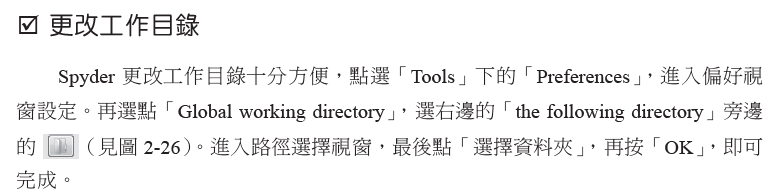 ☑ 更改工作目錄
Spyder 更改工作目錄十分方便，點選「Tools」下的「Preferences」，進入偏好視
窗設定。再選點「Global working directory」，選右邊的「the following directory」旁邊
的 （見圖 2-26）。進入路徑選擇視窗，最後點「選擇資料夾」，再按「OK」，即可
完成。